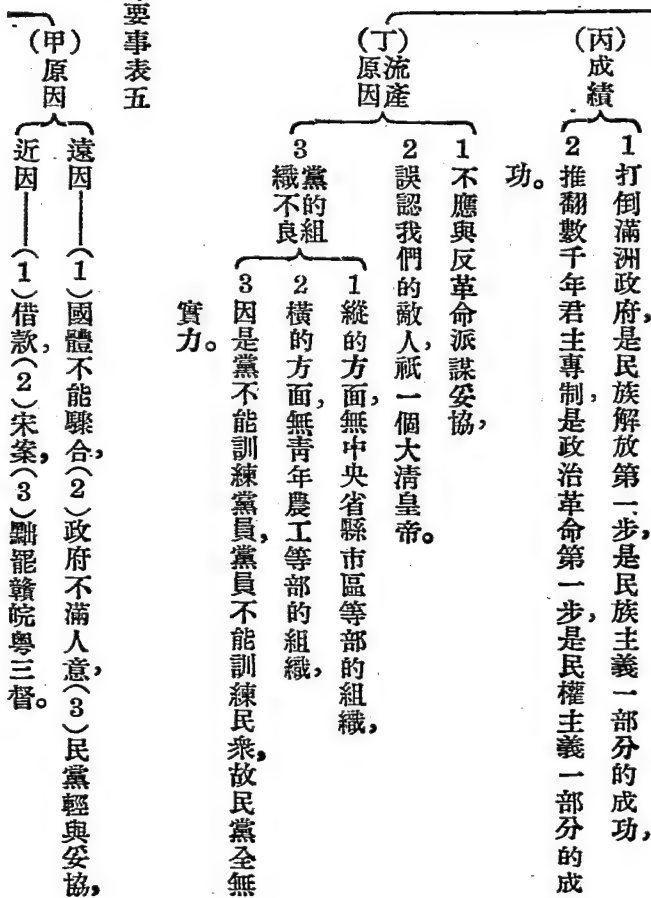 (丙)成績
1 打倒滿洲政府,是民族解放第一步,是民族主義一部分的成功,
2 推翻數千年君主專制,是政治革命第一步,是民權主義一部分的成
功。
(丁)流產原因
1 不應與反革命派謀妥協,
2 誤認我們的敵人,祇一個大清皇帝。
3 黨的組織不良
1 縱的方面,無中央省縣市區等部的組織,
2 橫的方面,無青年農工等部的組織,
3 因是黨不能訓練黨員,黨員不能訓練民衆,故民黨全無
實力。
要事表五
(甲)原因
遠因——(1)國體不能驟合,(2)政府不滿人意,(3)民黨輕與妥協,
近因——(1)借款,(2)宋案,(3)黜罷贛皖粤三督。